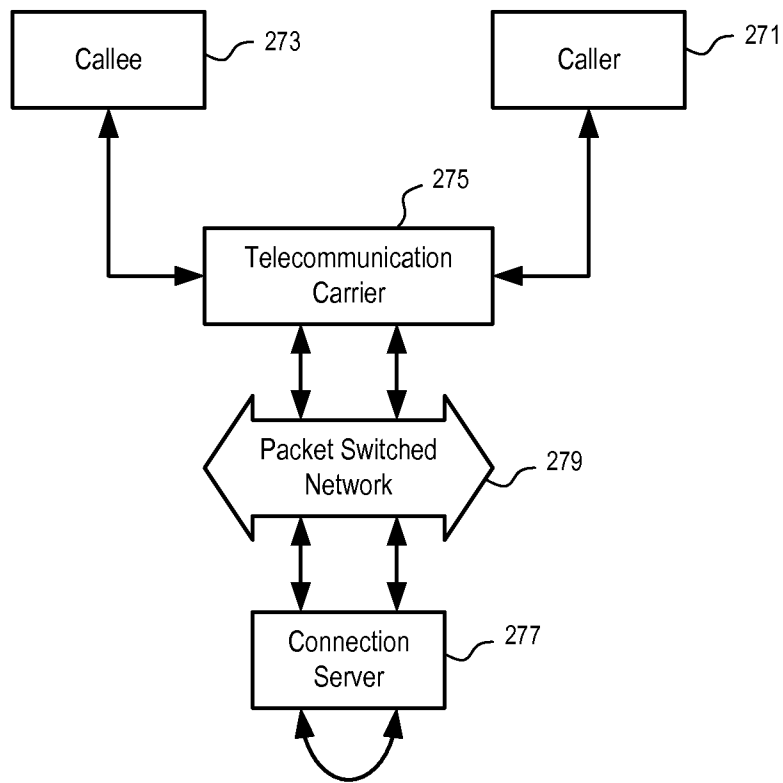 Callee
273
Caller
271
275
Telecommunication
Carrier
Packet Switched
Network
279
Connection
Server
277